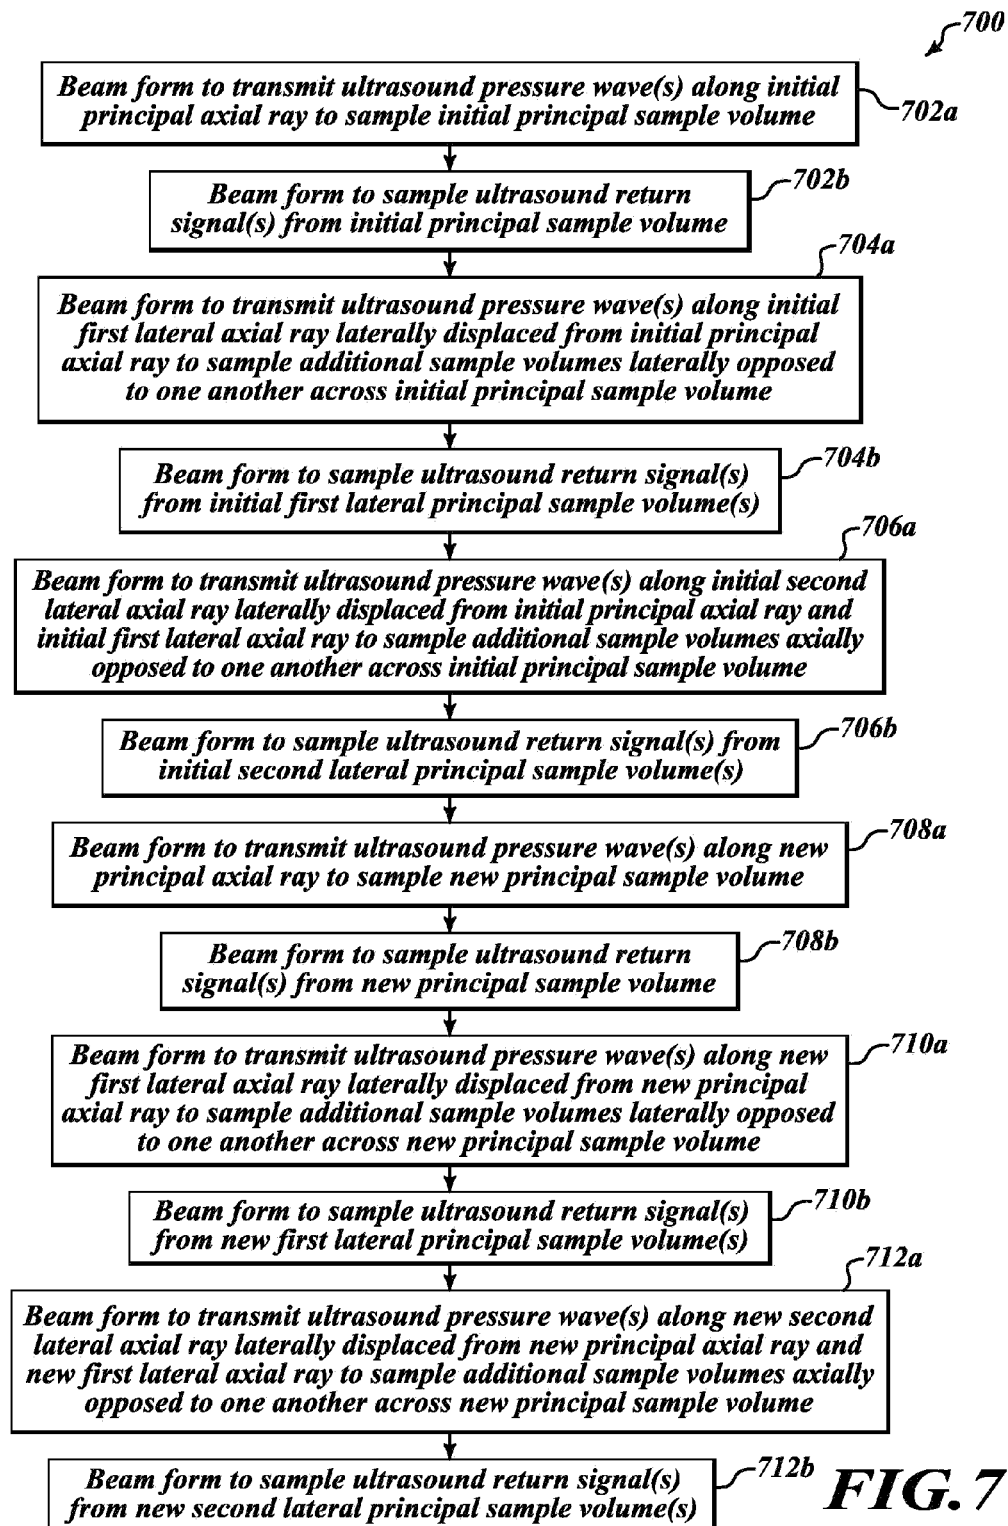 700
Beam form to transmit ultrasound pressure wave(s) along initial
principal axial ray to sample initial principal sample volume
702a
Beam form to sample ultrasound return
signal(s) from initial principal sample volume
702b
704a
Beam form to transmit ultrasound pressure wave(s) along initial
first lateral axial ray laterally displaced from initial principal
axial ray to sample additional sample volumes laterally opposed
to one another across initial principal sample volume
704b
Beam form to sample ultrasound return signal(s)
from initial first lateral principal sample volume(s)
706a
Beam form to transmit ultrasound pressure wave(s) along initial second
lateral axial ray laterally displaced from initial principal axial ray and
initial first lateral axial ray to sample additional sample volumes axially
opposed to one another across initial principal sample volume
706b
Beam form to sample ultrasound return signal(s) from
initial second lateral principal sample volume(s)
708a
Beam form to transmit ultrasound pressure wave(s) along new
principal axial ray to sample new principal sample volume
708b
Beam form to sample ultrasound return
signal(s) from new principal sample volume
710a
Beam form to transmit ultrasound pressure wave(s) along new
first lateral axial ray laterally displaced from new principal
axial ray to sample additional sample volumes laterally opposed
to one another across new principal sample volume
710b
Beam form to sample ultrasound return signal(s)
from new first lateral principal sample volume(s)
712a
Beam form to transmit ultrasound pressure wave(s) along new second
lateral axial ray laterally displaced from new principal axial ray and
new first lateral axial ray to sample additional sample volumes axially
opposed to one another across new principal sample volume
712b
Beam form to sample ultrasound return signal(s)
from new second lateral principal sample volume(s)
FIG. 7